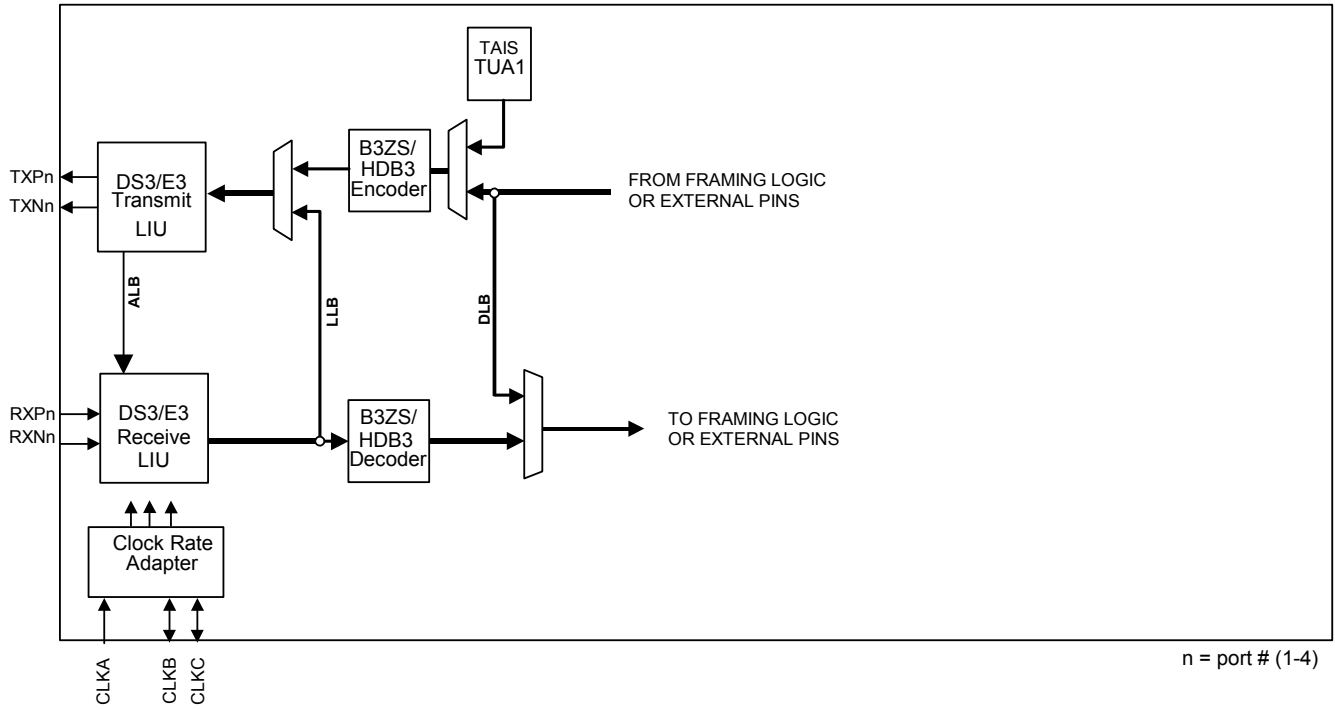 TAIS
TUA1
B3ZS/
HDB3
Encoder
TXPn
TXNn
DS3/E3
Transmit
LIU
FROM FRAMING LOGIC
OR EXTERNAL PINS
ALB
LLB
DLB
RXPn
RXNn
DS3/E3
Receive
LIU
B3ZS/
HDB3
Decoder
TO FRAMING LOGIC
OR EXTERNAL PINS
Clock Rate
Adapter
CLKA
CLKB
CLKC
n = port # (1-4)